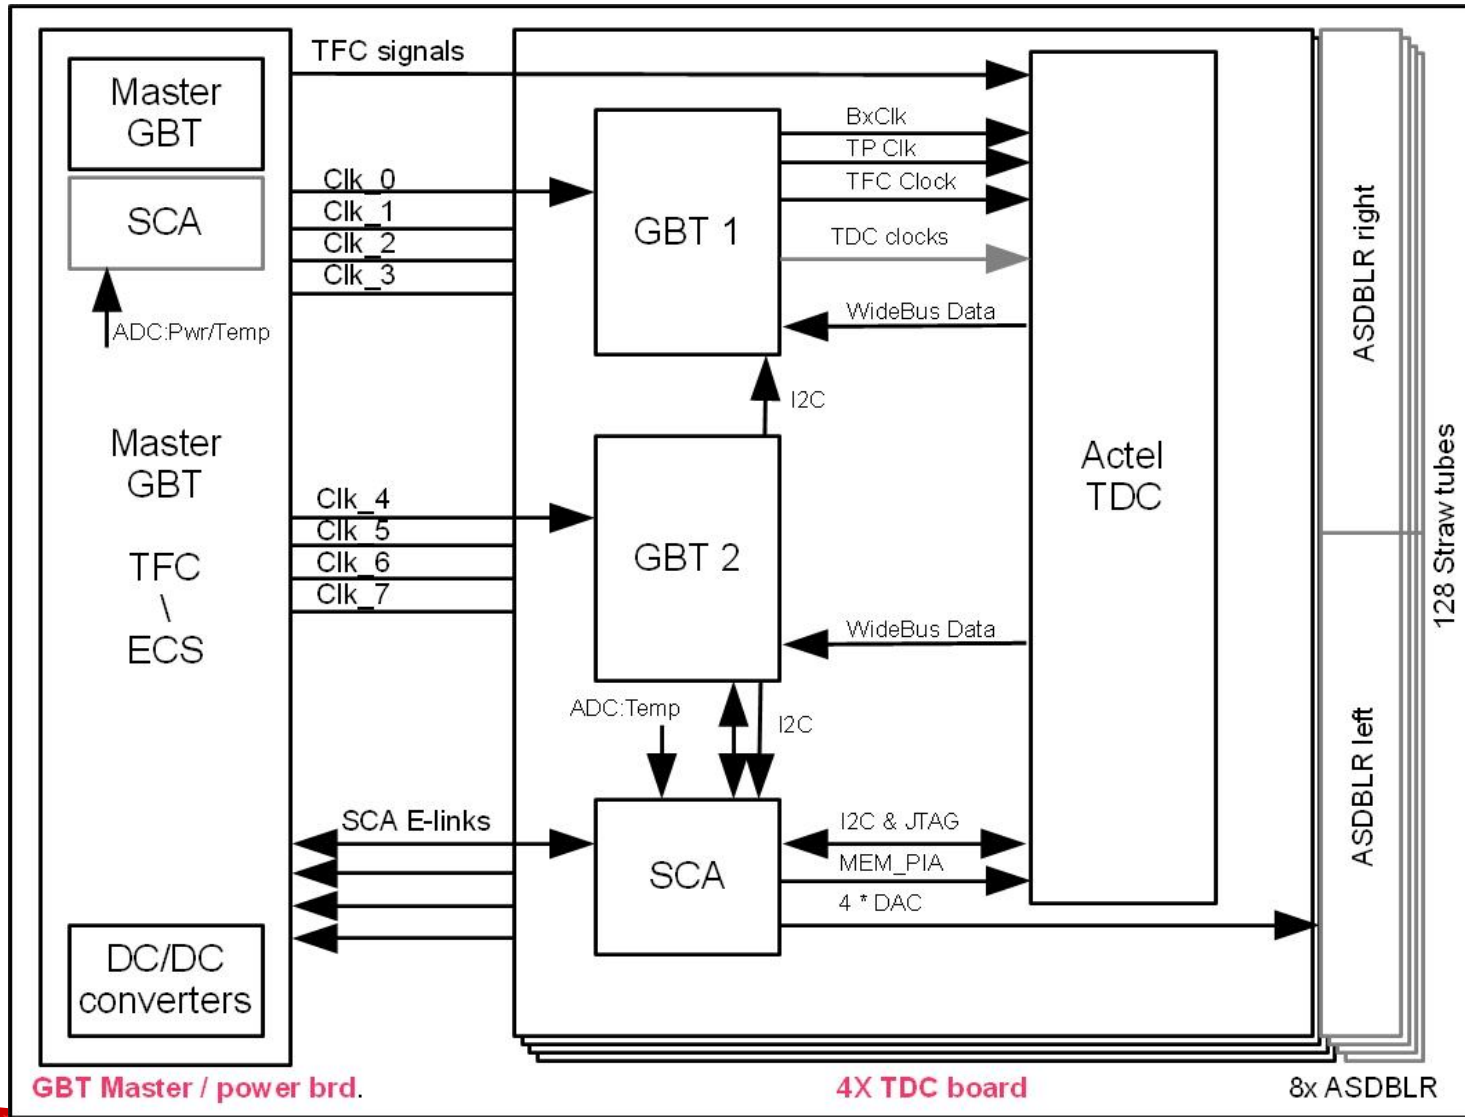 TFC signals
Master
GBT
SCA
ADC:Pwr/Temp
Master
GBT
TFC
\
ECS
DC/DC
converters
Clk_0
Clk_1
Clk_2
Clk_3
Clk_4
Clk_5
Clk_6
Clk_7
SCA E-links
GBT 1
I2C
GBT 2
ADC:Temp
I2C
SCA
BxClk
TP Clk
TFC Clock
TDC clocks
WideBus Data
WideBus Data
I2C & JTAG
MEM_PIA
4 * DAC
Actel
TDC
ASDBLR right
ASDBLR left
128 Straw tubes
GBT Master / power brd.
4X TDC board
8x ASDBLR